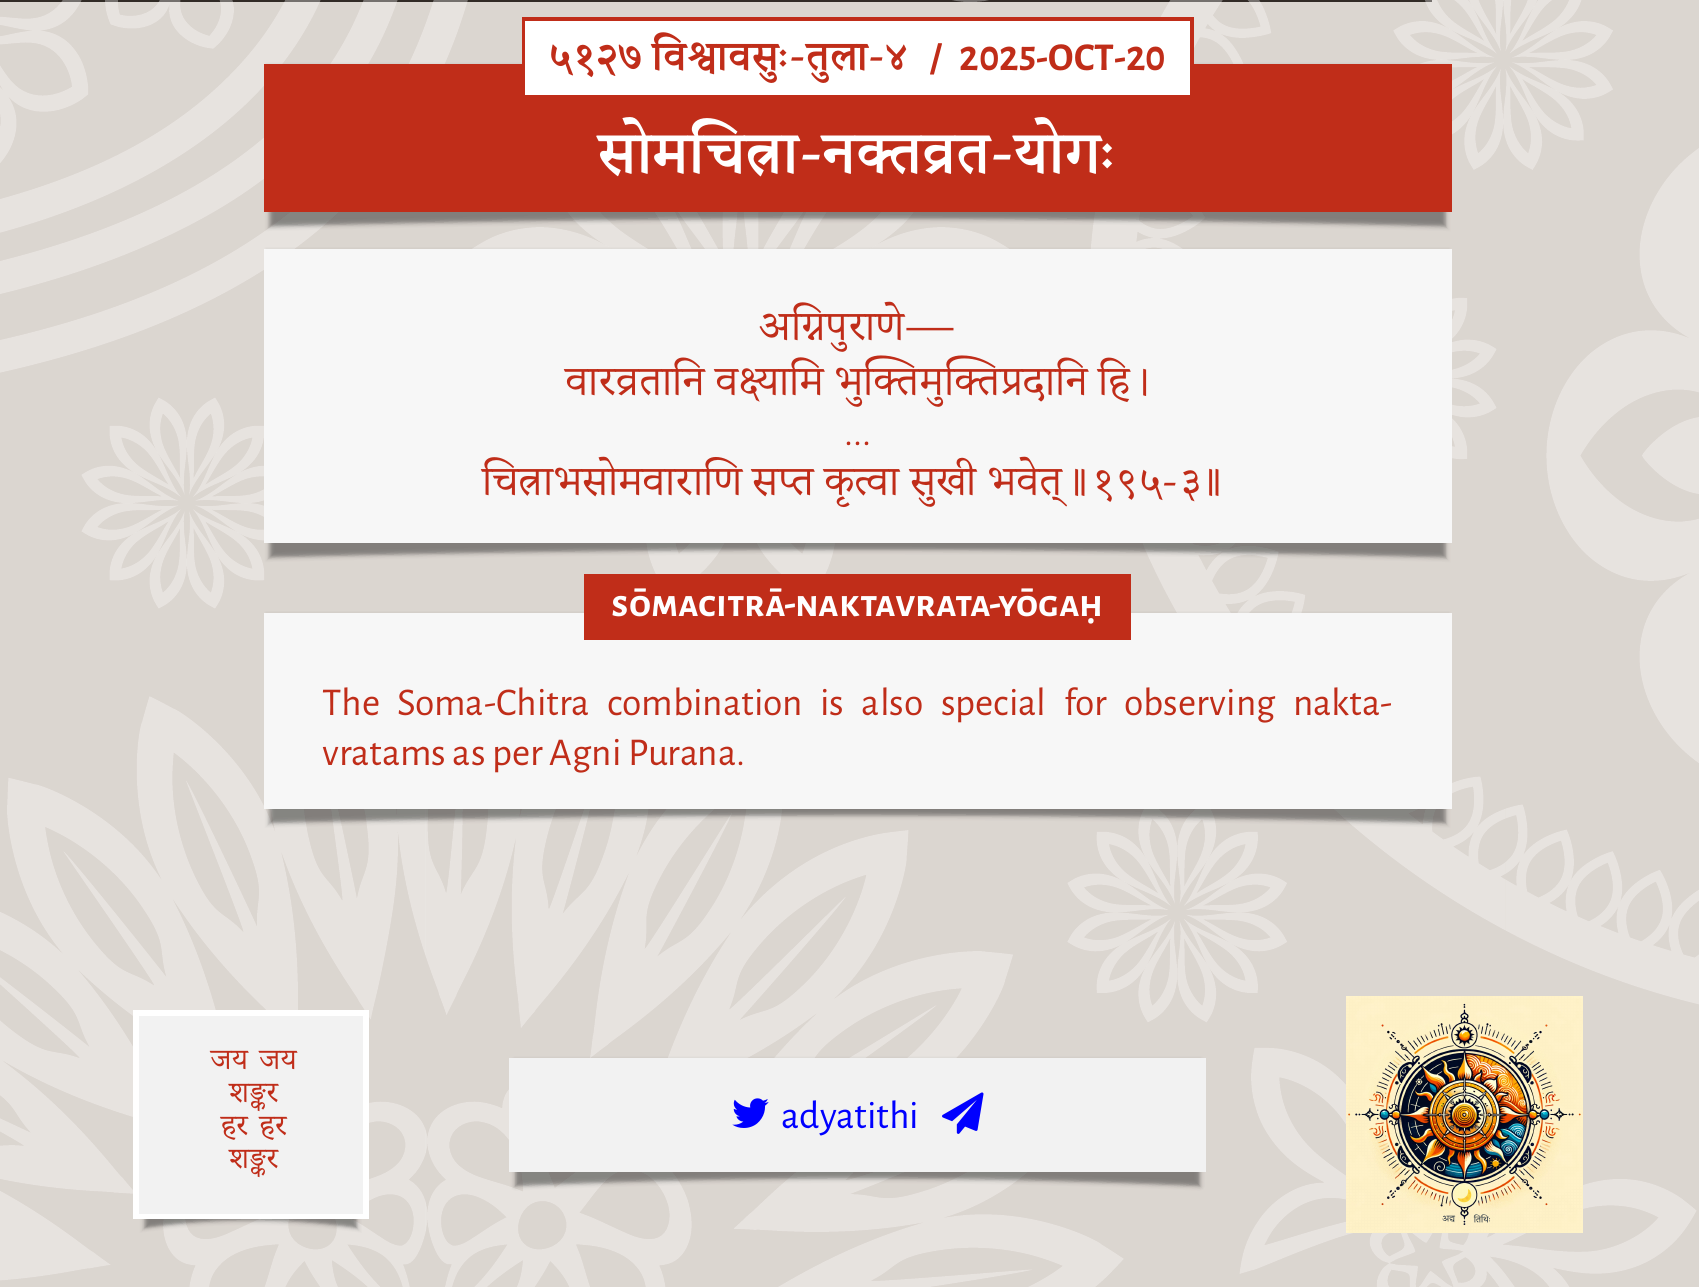 ५१२७ विश्वावसुः-तुला-४ / 2025-OCT-20
सोमचित्रा-नक्तव्रत-योगः
अग्निपुराणे—
वारव्रतानि वक्ष्यामि भुक्तिमुक्तिप्रदानि हि।
...
चित्राभसोमवाराणि सप्त कृत्वा सुखी भवेत्॥१९५-३॥
SŌMACITRĀ-NAKTAVRATA-YŌGAḤ
The Soma-Chitra combination is also special for observing nakta-
vratams as per Agni Purana.
जय जय
शङ्कर
हर हर
शङ्कर
adyatithi
अद्य तिथिः